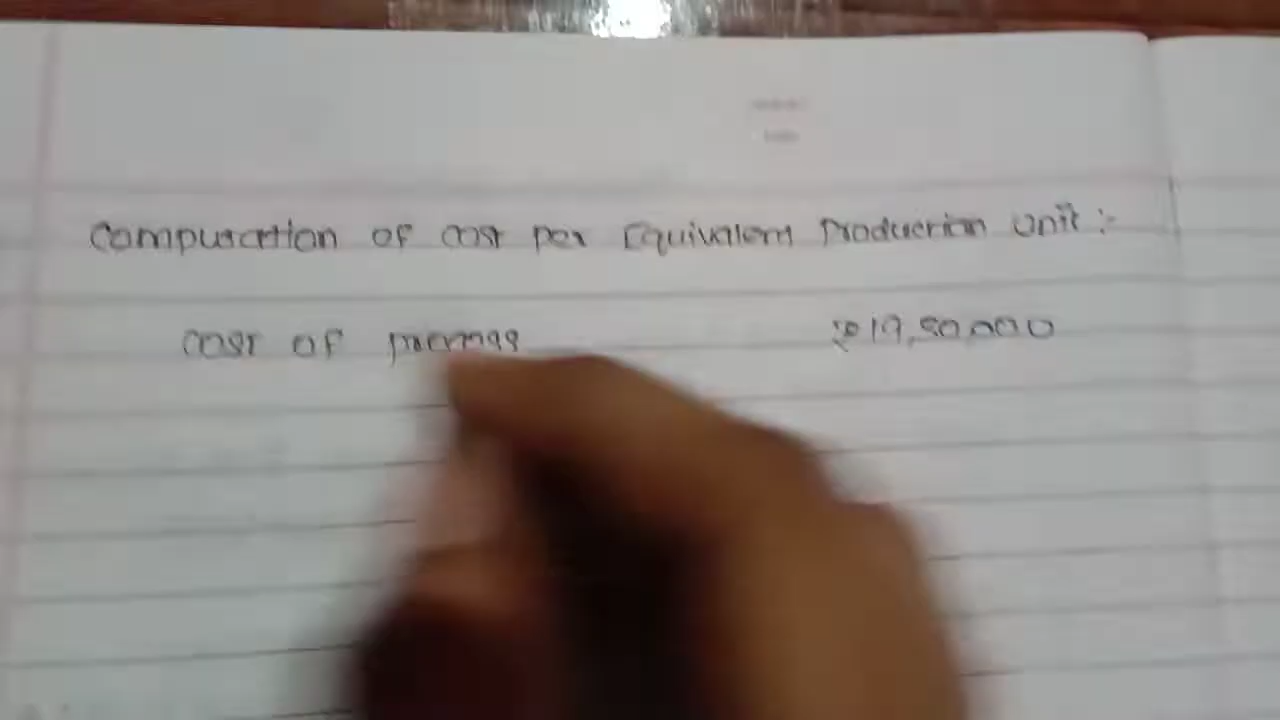 Computation of cost per Equivalent Production Unit :-
cost of process ₹19,50,000